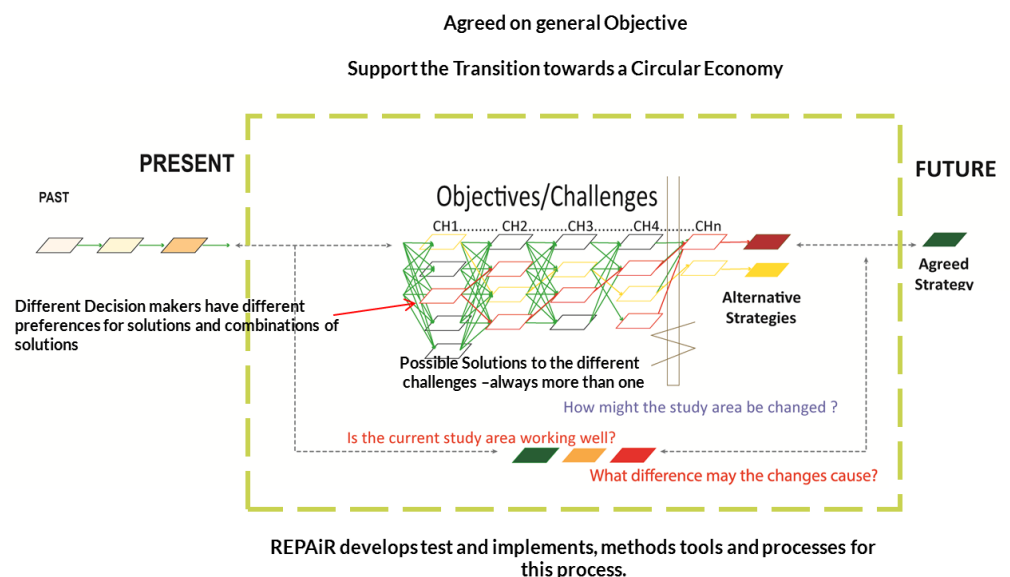 Agreed on general Objective
Support the Transition towards a Circular Economy
PRESENT
FUTURE
PAST
Objectives/Challenges
CH1..........CH2..........CH3...............CH4........CHn
Agreed
Strategy
Different Decision makers have different
preferences for solutions and combinations of
solutions
Alternative
Strategies
Possible Solutions to the different
challenges –always more than one
How might the study area be changed ?
Is the current study area working well?
What difference may the changes cause?
REPAiR develops test and implements, methods tools and processes for
this process.